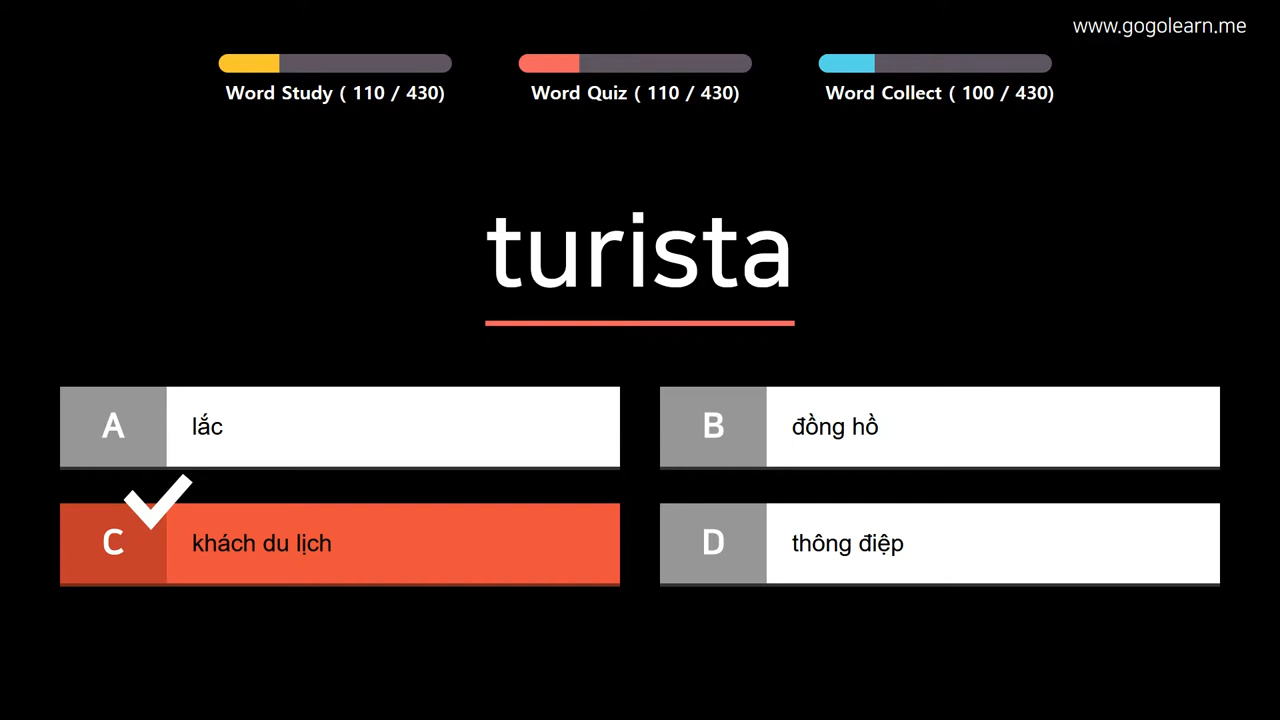 www.gogolearn.me
Word Study ( 110 / 430)
Word Quiz ( 110 / 430)
Word Collect ( 100 / 430)
turista
A lắc
B đồng hồ
C khách du lịch
D thông điệp